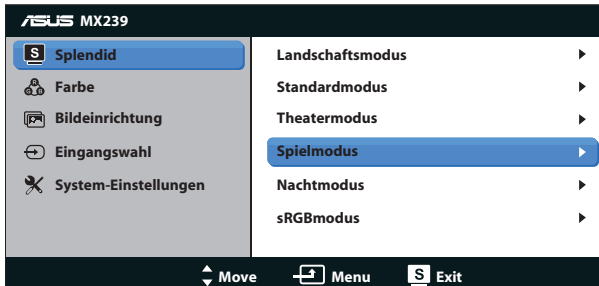 ASUS MX239
S Splendid
Farbe
Bildeinrichtung
Eingangswahl
System-Einstellungen
Landschaftsmodus
Standardmodus
Theatermodus
Spielmodus
Nachtmodus
sRGBmodus
Move Menu S Exit